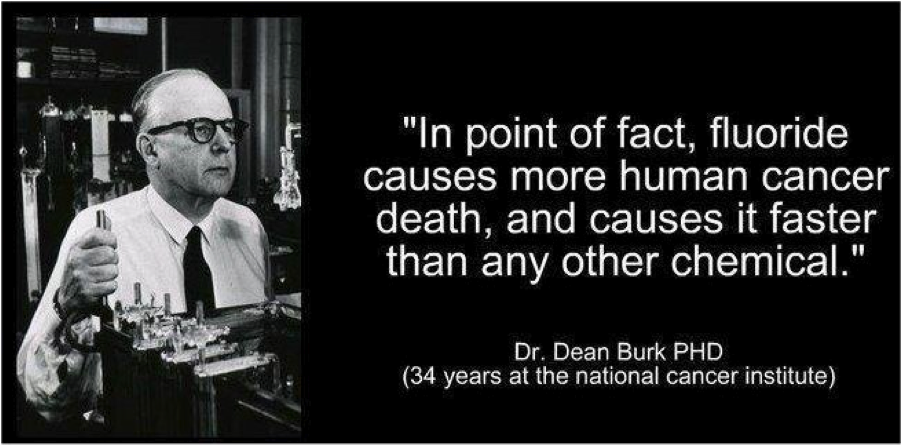 "In point of fact, fluoride
causes more human cancer
death, and causes it faster
than any other chemical."
Dr. Dean Burk PHD
(34 years at the national cancer institute)